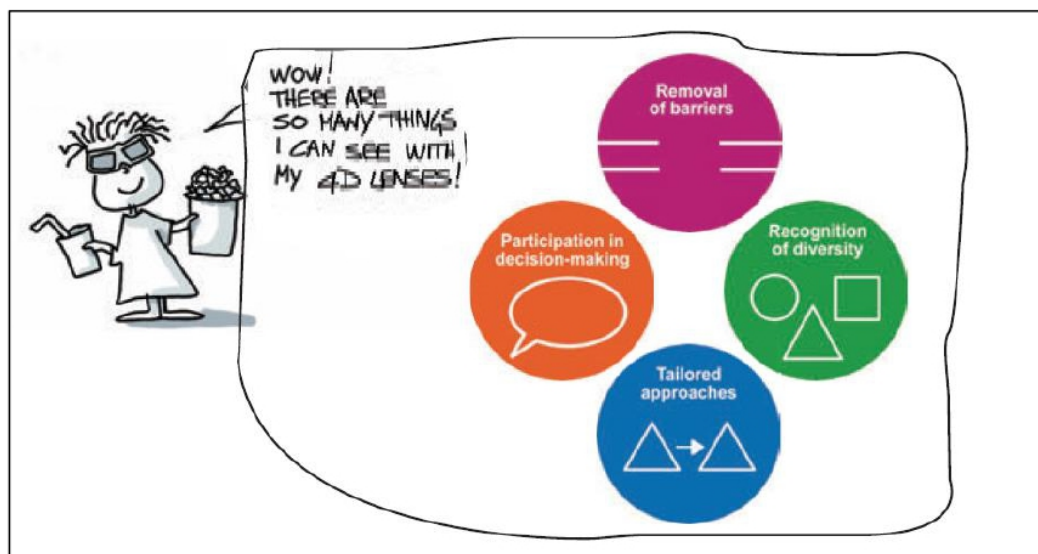 WOW!
THERE ARE
SO MANY THINGS
I CAN SEE WITH
MY 4D LENSES!
Removal
of barriers
Participation in
decision-making
Recognition
of diversity
Tailored
approaches